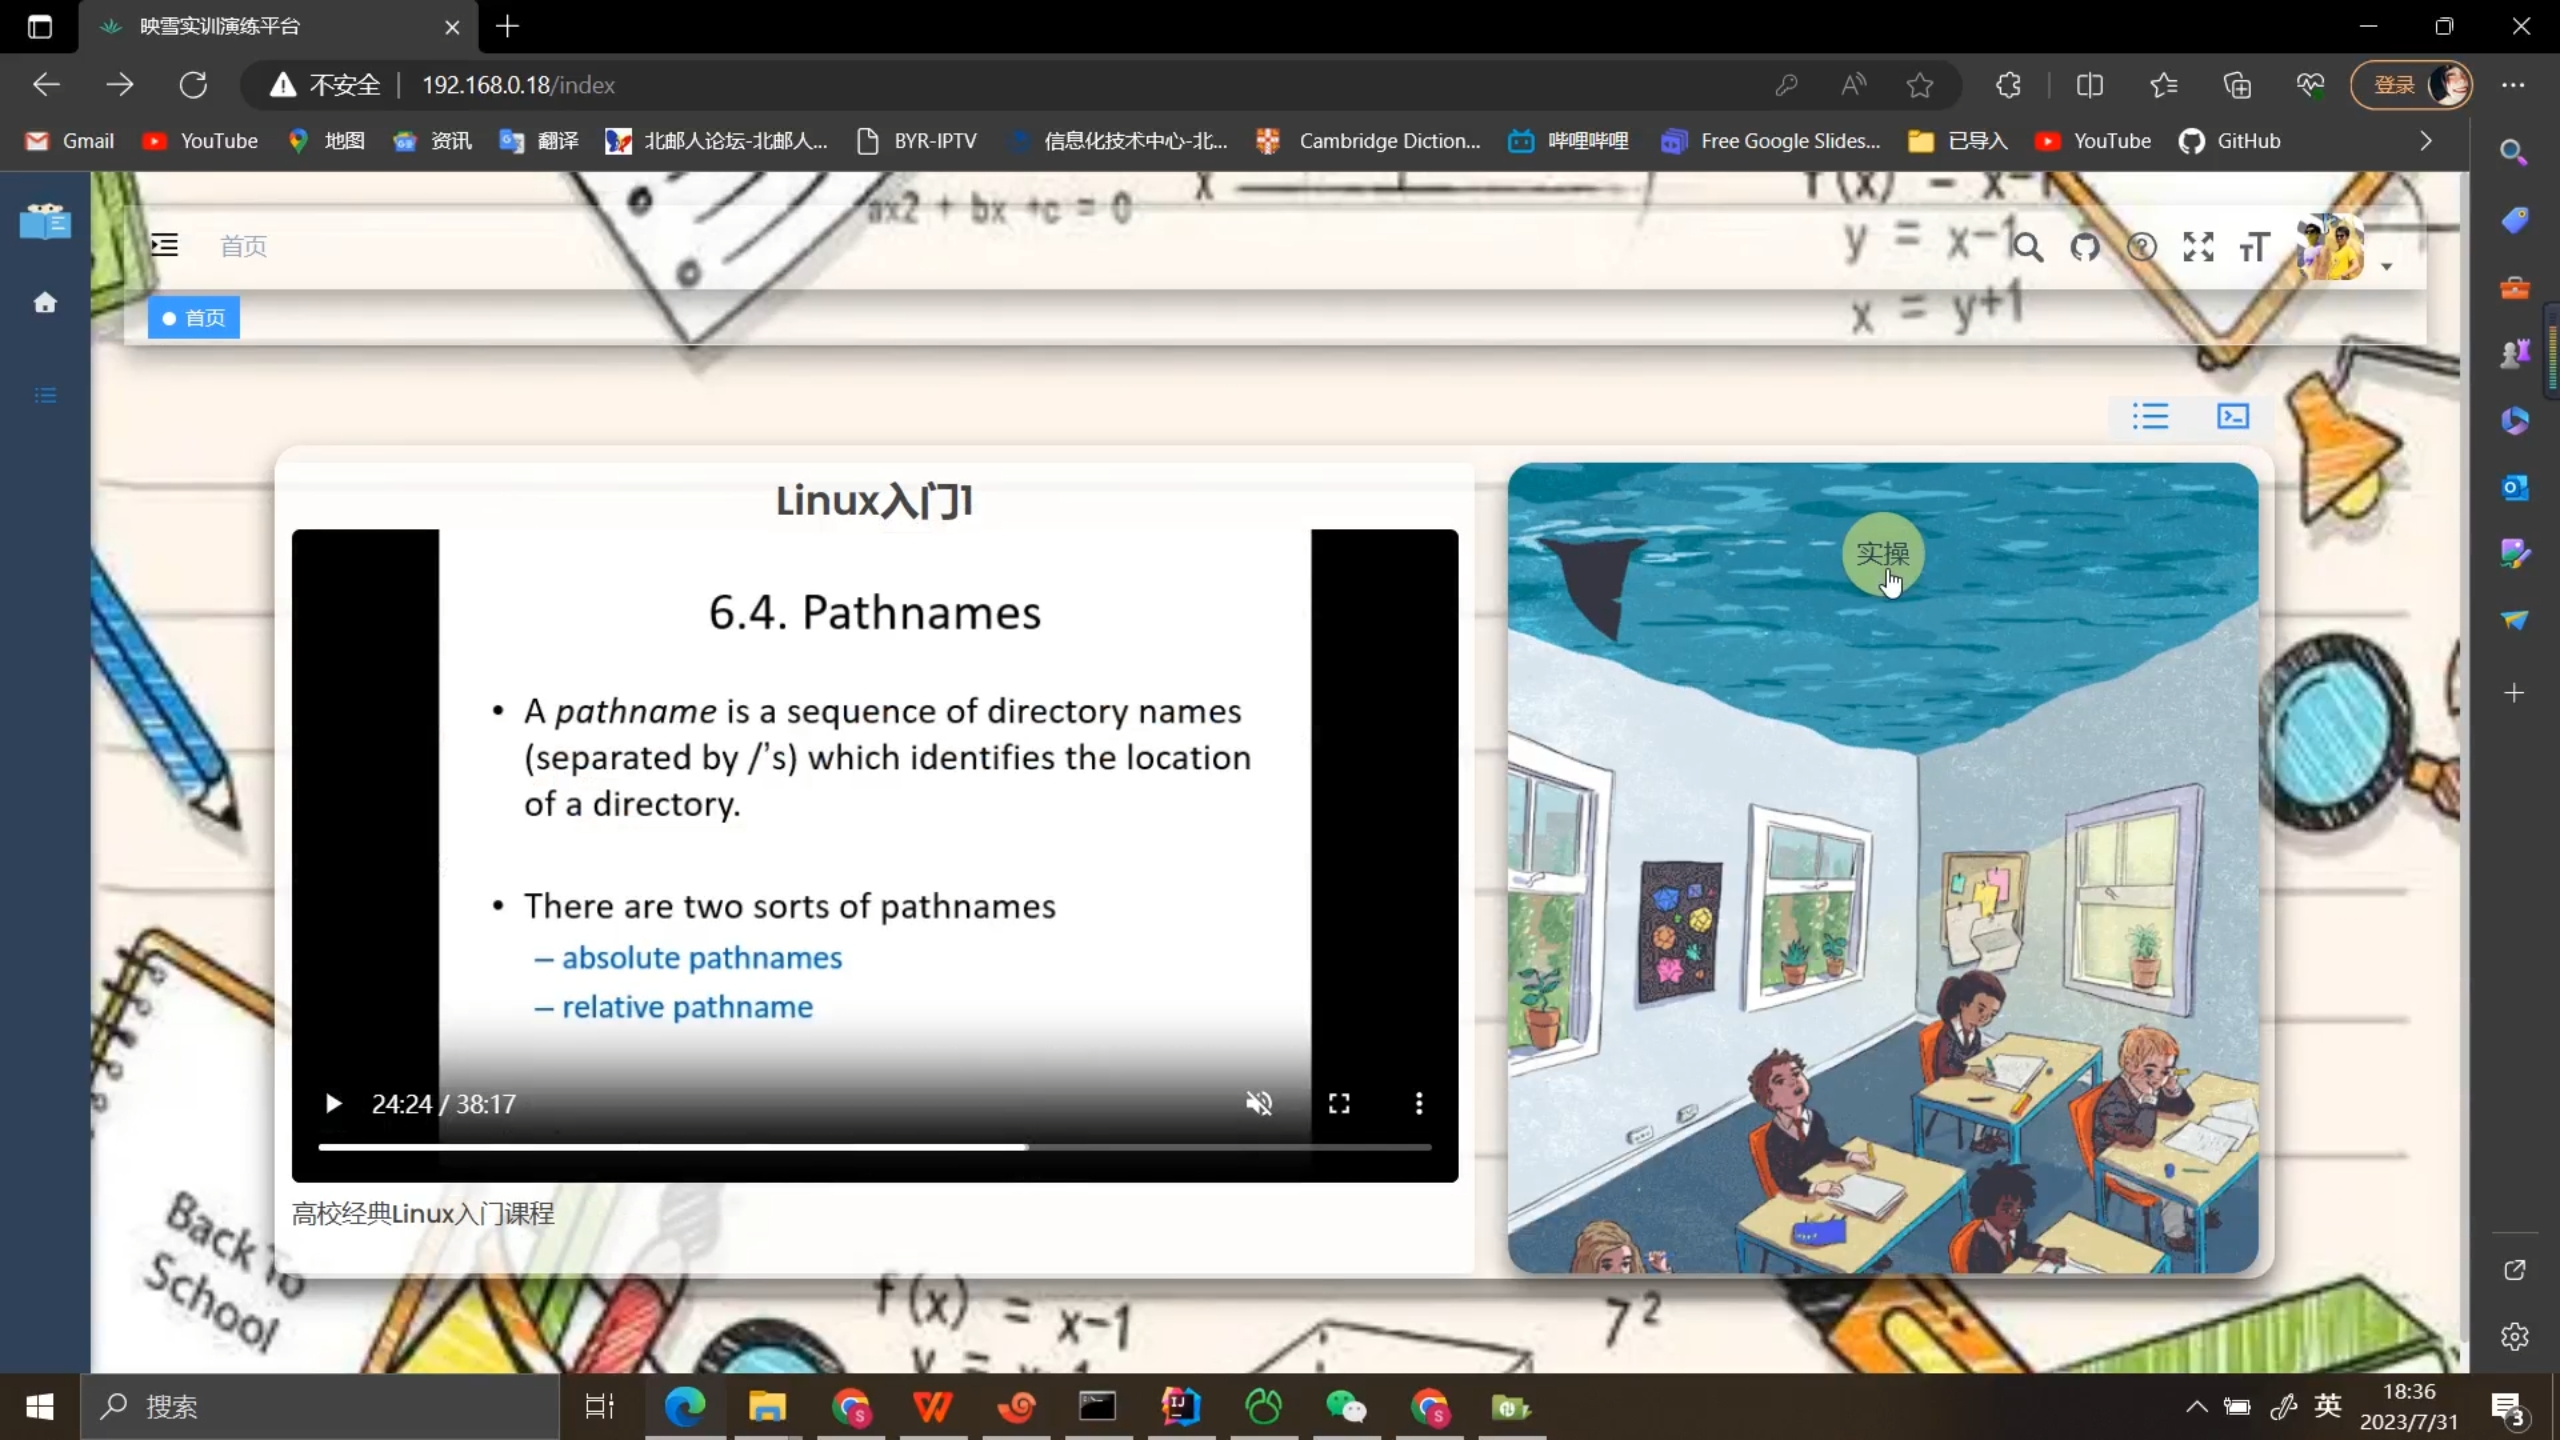 映雪实训演练平台
不安全 | 192.168.0.18/index
登录
Gmail YouTube 地图 资讯 翻译 北邮人论坛-北邮人... BYR-IPTV 信息化技术中心-北... Cambridge Diction... 哔哩哔哩 Free Google Slides... 已导入 YouTube GitHub
ax2 + bx +c = 0
y = x-1
x = y+1
首页
首页
Linux入门1
实操
6.4. Pathnames
• A pathname is a sequence of directory names
(separated by /'s) which identifies the location
of a directory.
• There are two sorts of pathnames
– absolute pathnames
– relative pathname
24:24 / 38:17
高校经典Linux入门课程
Back To
School
f(x) = x-1
7²
搜索
英
18:36
2023/7/31
3